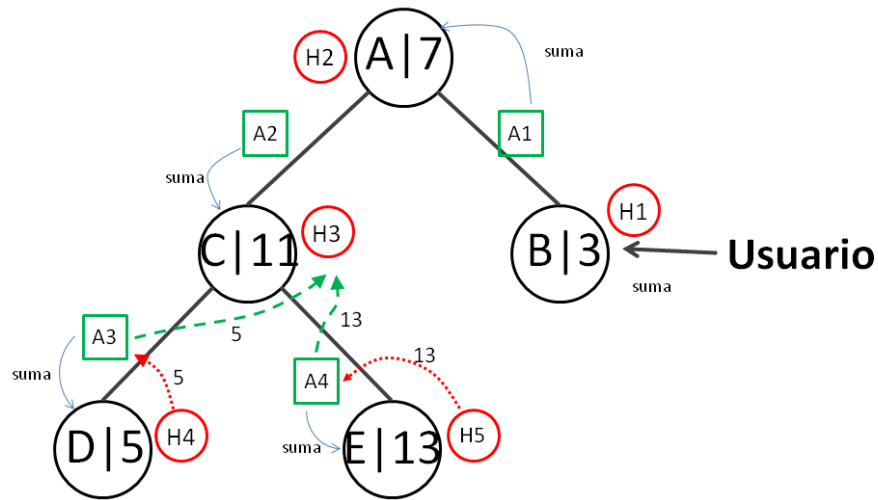 H2
A|7
suma
A2
A1
suma
C|11
H3
H1
B|3
Usuario
suma
A3
5
13
suma
5
A4
13
D|5
H4
suma
E|13
H5